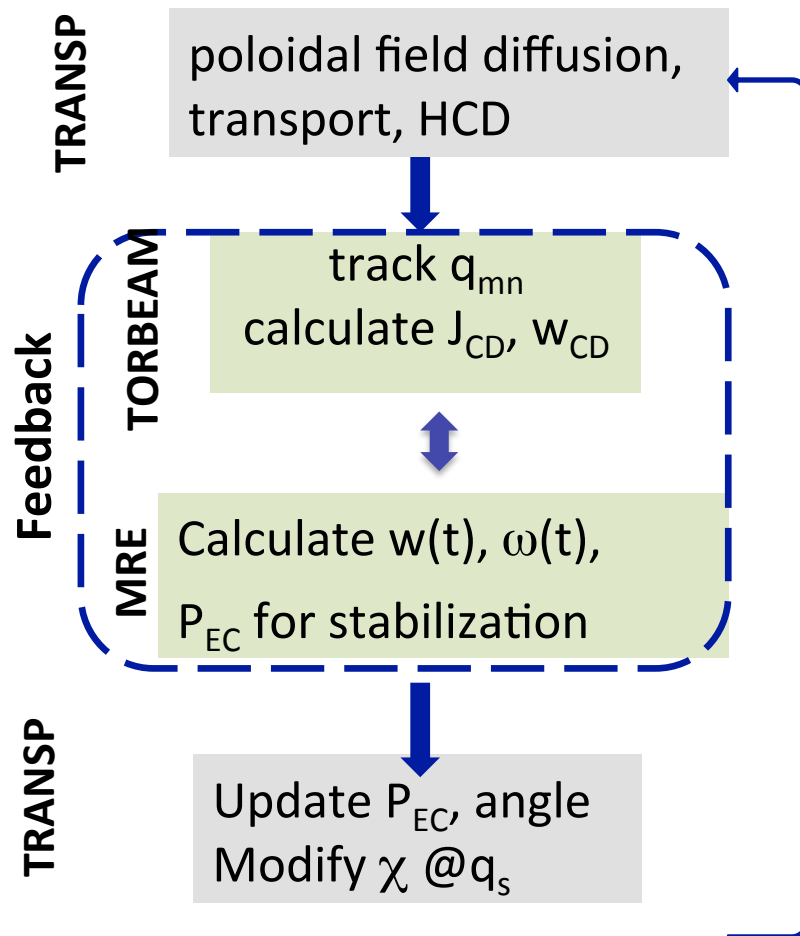 TRANSP
poloidal field diffusion,
transport, HCD
Feedback
TORBEAM
track qmn
calculate JCD, wCD
MRE
Calculate w(t), ω(t),
PEC for stabilization
TRANSP
Update PEC, angle
Modify χ @qs